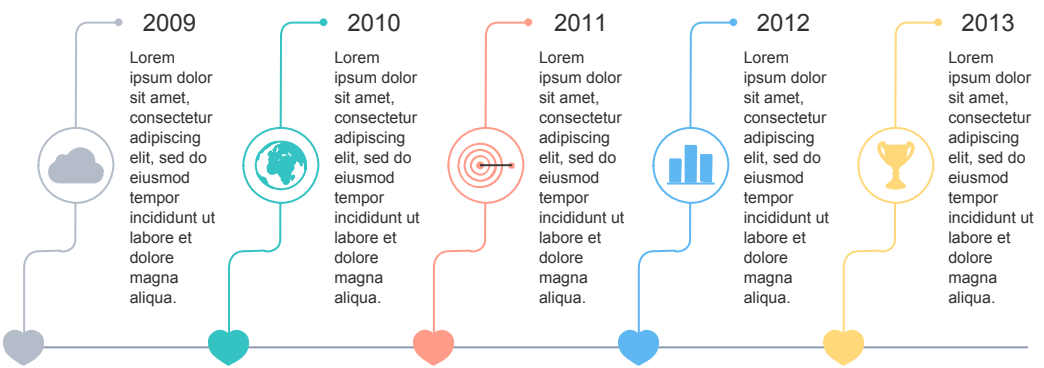 2009
Lorem
ipsum dolor
sit amet,
consectetur
adipiscing
elit, sed do
eiusmod
tempor
incididunt ut
labore et
dolore
magna
aliqua.
2010
Lorem
ipsum dolor
sit amet,
consectetur
adipiscing
elit, sed do
eiusmod
tempor
incididunt ut
labore et
dolore
magna
aliqua.
2011
Lorem
ipsum dolor
sit amet,
consectetur
adipiscing
elit, sed do
eiusmod
tempor
incididunt ut
labore et
dolore
magna
aliqua.
2012
Lorem
ipsum dolor
sit amet,
consectetur
adipiscing
elit, sed do
eiusmod
tempor
incididunt ut
labore et
dolore
magna
aliqua.
2013
Lorem
ipsum dolor
sit amet,
consectetur
adipiscing
elit, sed do
eiusmod
tempor
incididunt ut
labore et
dolore
magna
aliqua.